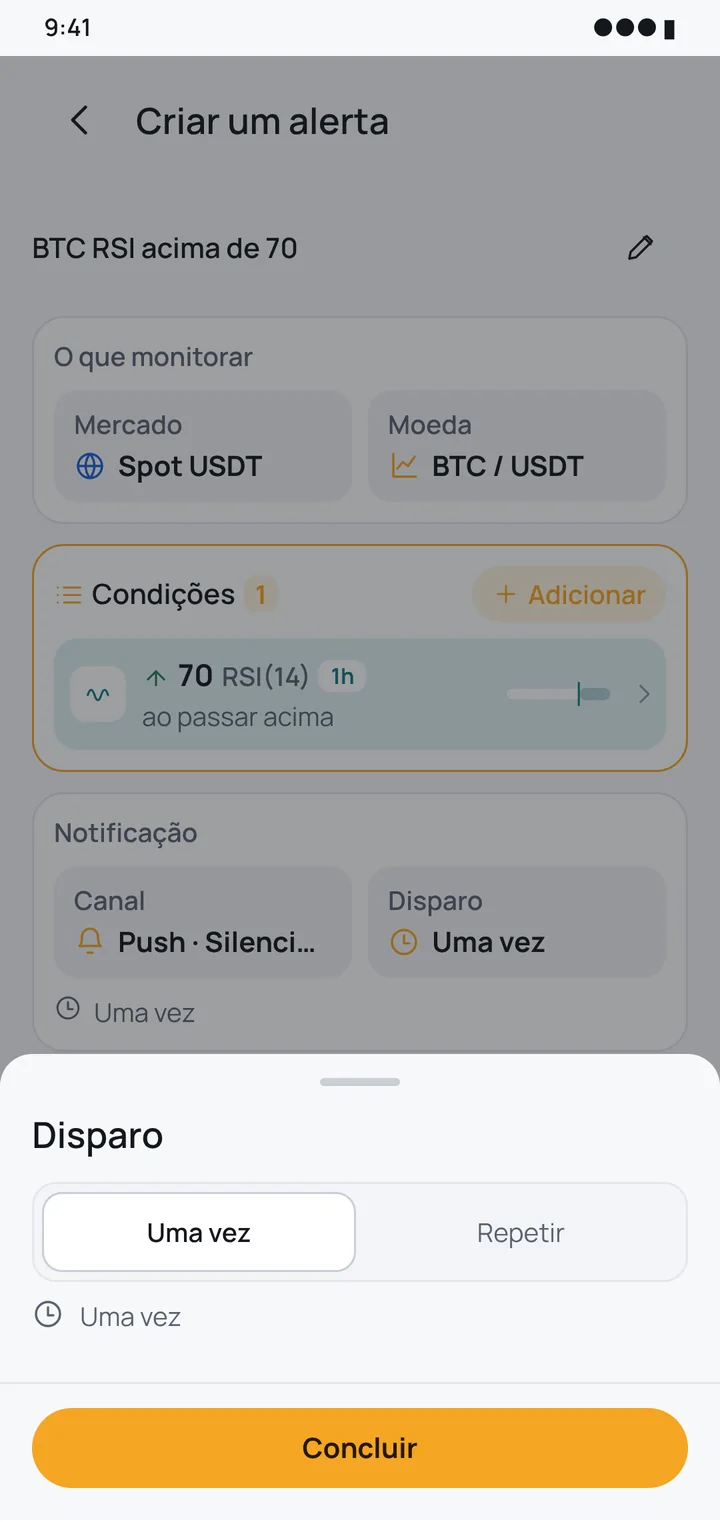 9:41
Criar um alerta
BTC RSI acima de 70
O que monitorar
Mercado
Spot USDT
Moeda
BTC / USDT
Condições 1
+ Adicionar
↑ 70 RSI(14) 1h
ao passar acima
Notificação
Canal
Push · Silenci...
Disparo
Uma vez
Uma vez
Disparo
Uma vez
Repetir
Uma vez
Concluir